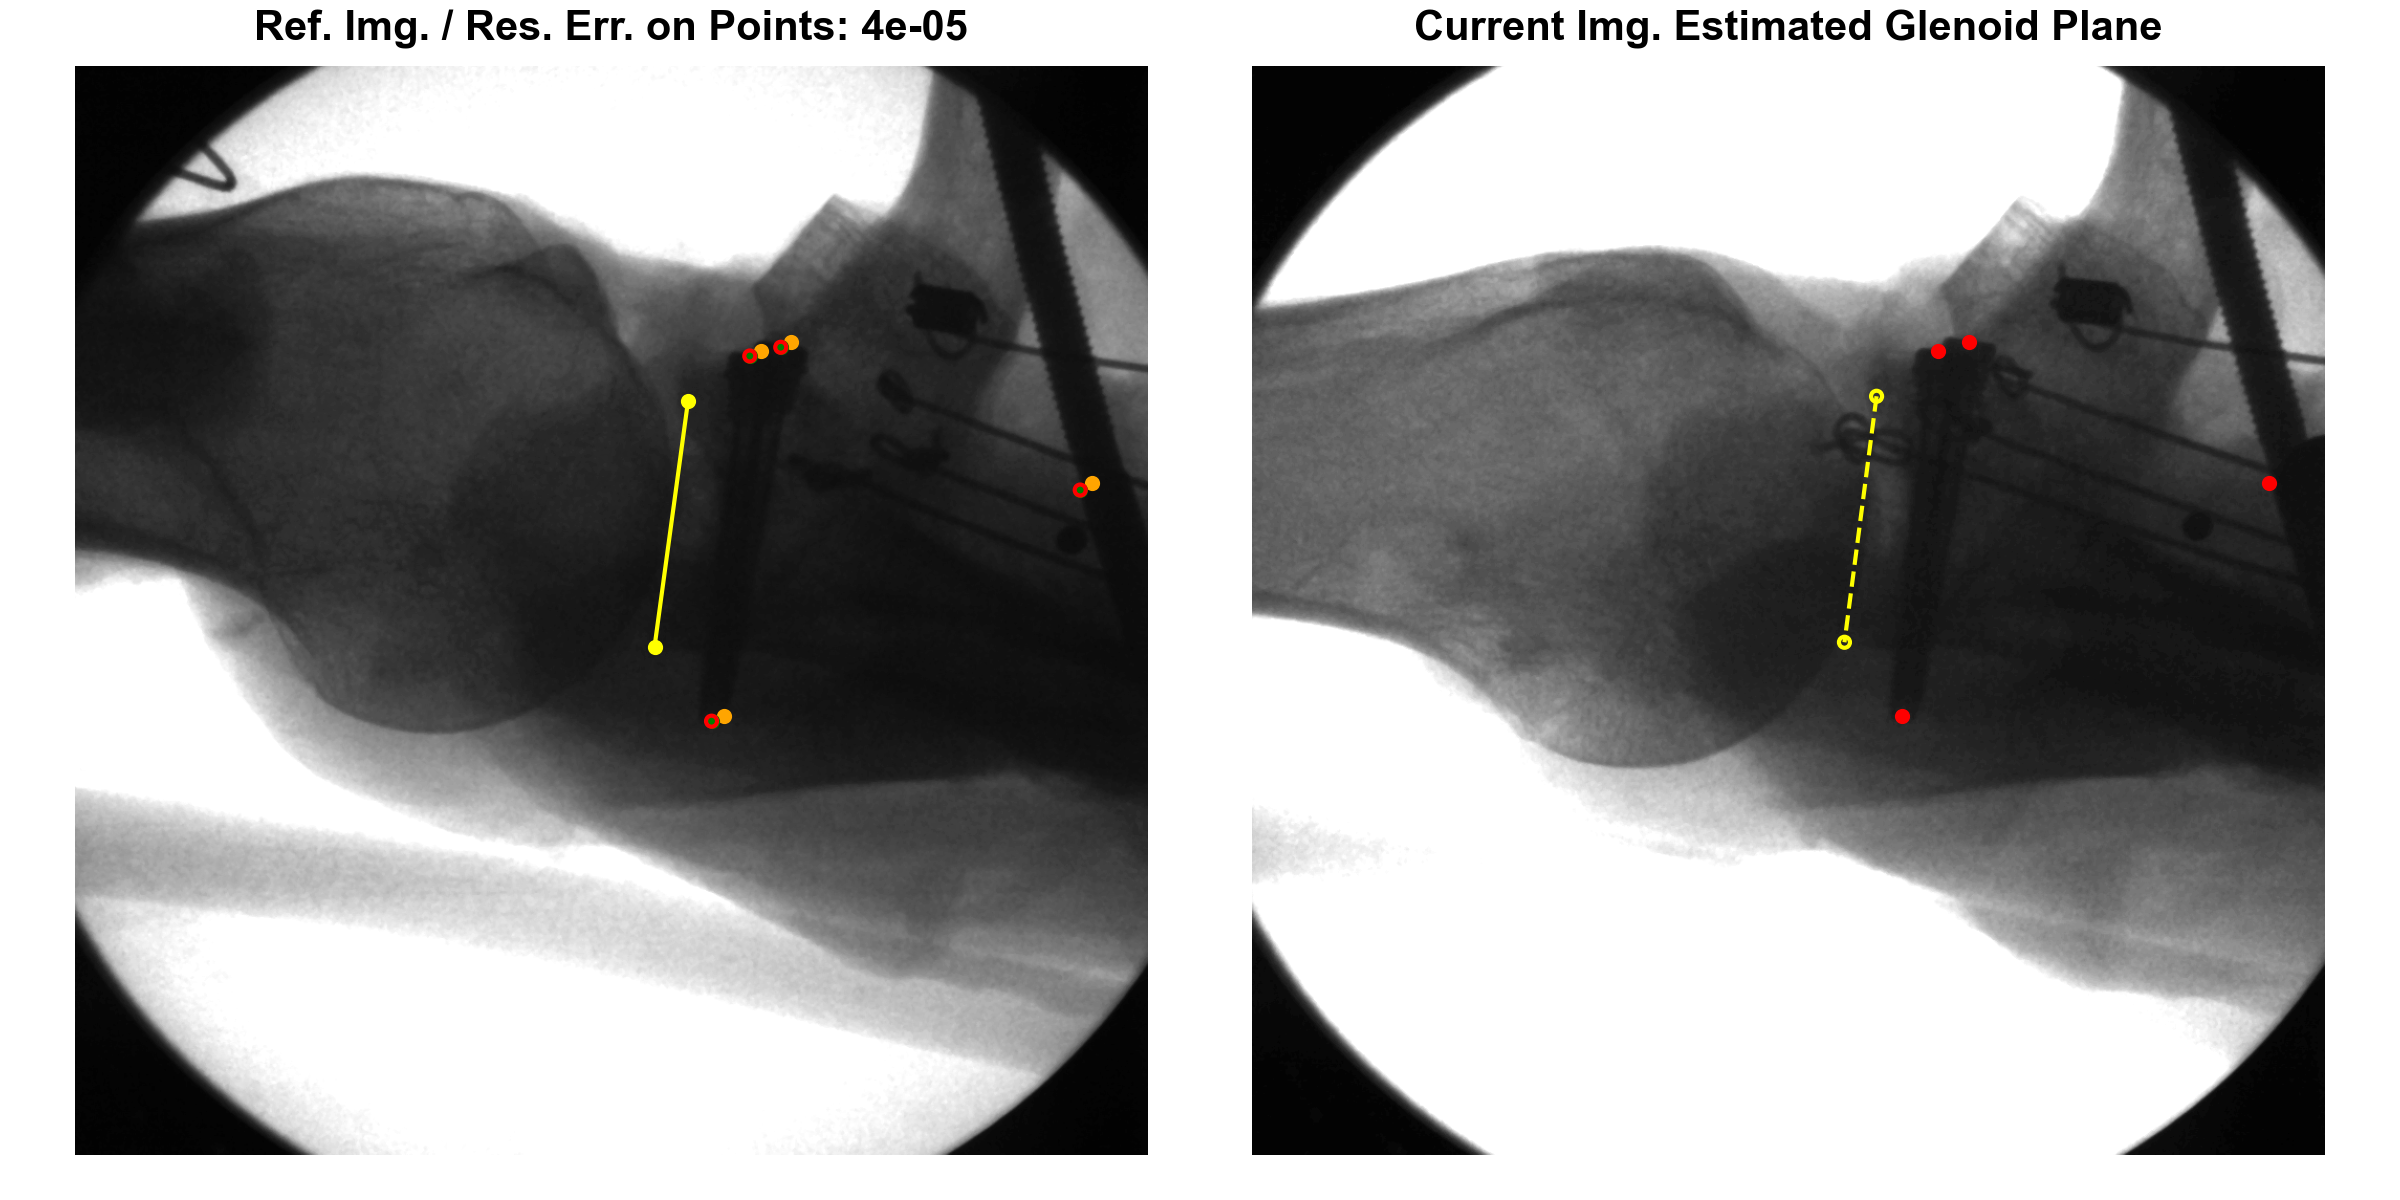 Ref. Img. / Res. Err. on Points: 4e-05
Current Img. Estimated Glenoid Plane